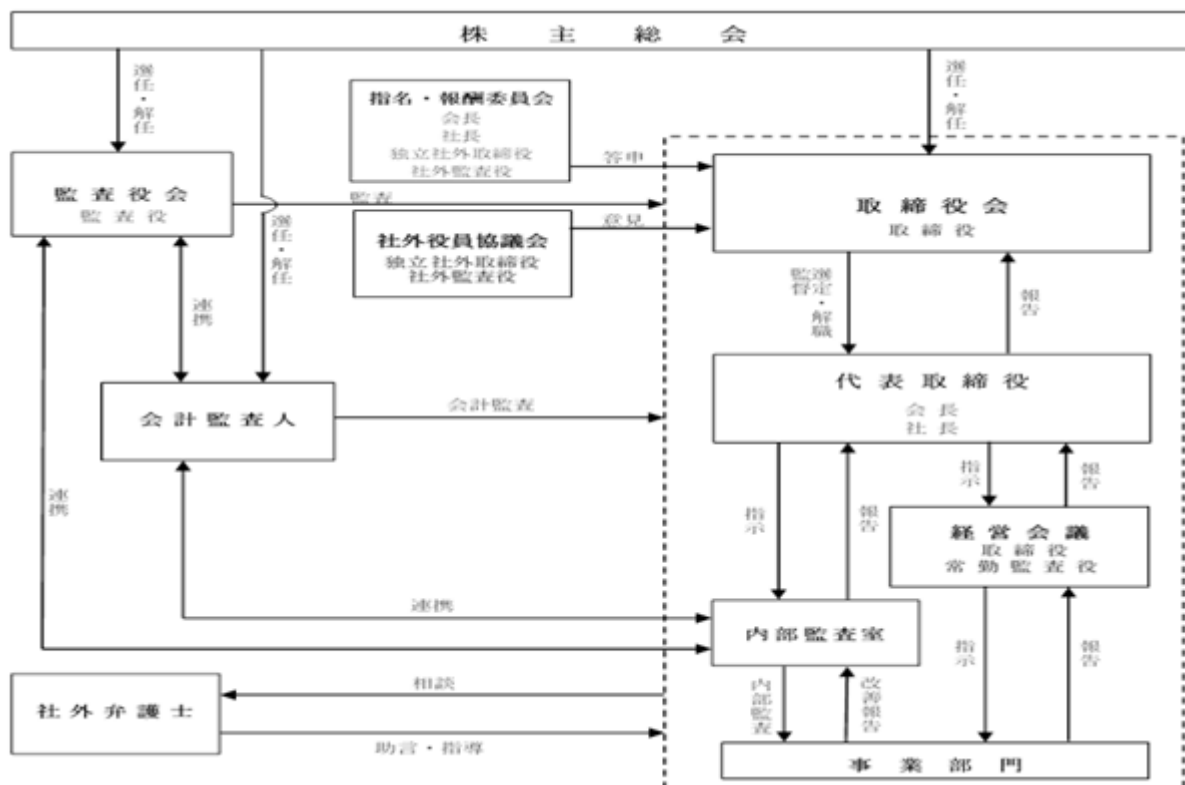 株主総会
選任・解任
選任・解任
選任・解任
指名・報酬委員会
会長
社長
独立社外取締役
社外監査役
答申
監査役会
監査役
監査
取締役会
取締役
社外役員協議会
独立社外取締役
社外監査役
意見
連携
監督
選定・解職
報告
代表取締役
会長
社長
会計監査人
会計監査
連携
指示
報告
指示
報告
経営会議
取締役
常勤監査役
連携
内部監査室
指示
報告
社外弁護士
相談
助言・指導
内部監査
改善報告
事業部門